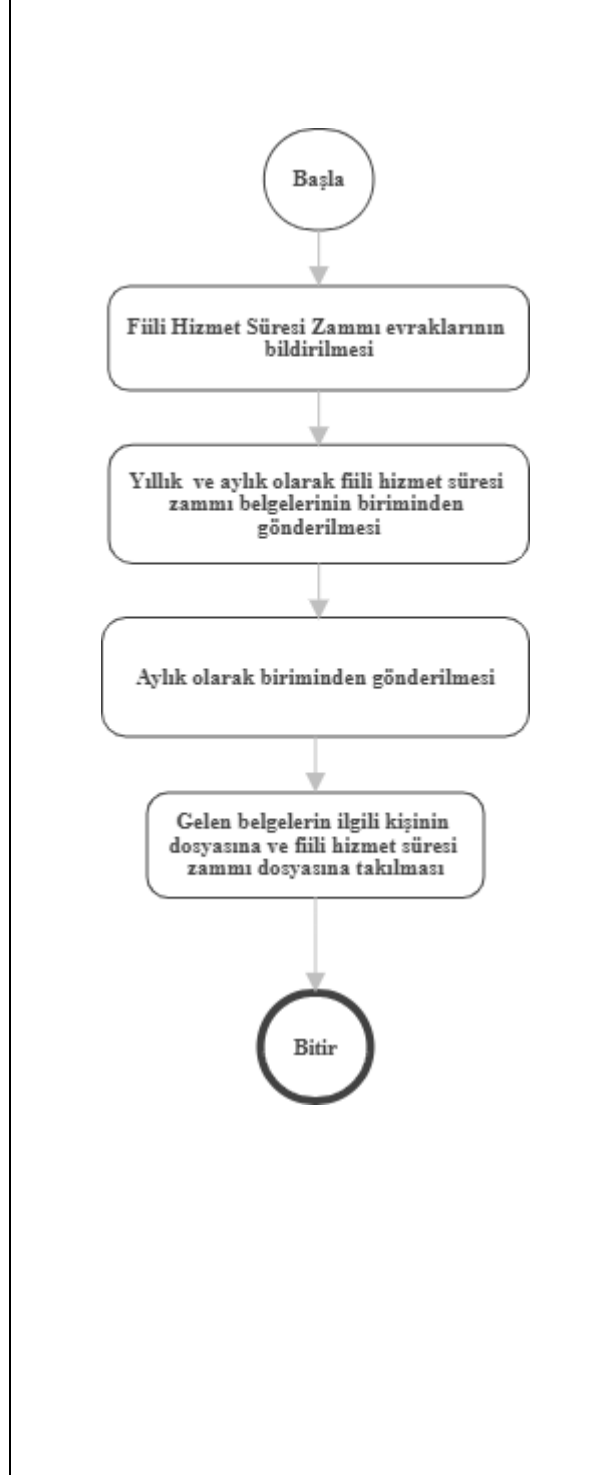 Başla
Fiili Hizmet Süresi Zammı evraklarının
bildirilmesi
Yıllık  ve aylık olarak fiili hizmet süresi
zammı belgelerinin biriminden
gönderilmesi
Aylık olarak biriminden gönderilmesi
Gelen belgelerin ilgili kişinin
dosyasına ve fiili hizmet süresi
zammı dosyasına takılması
Bitir